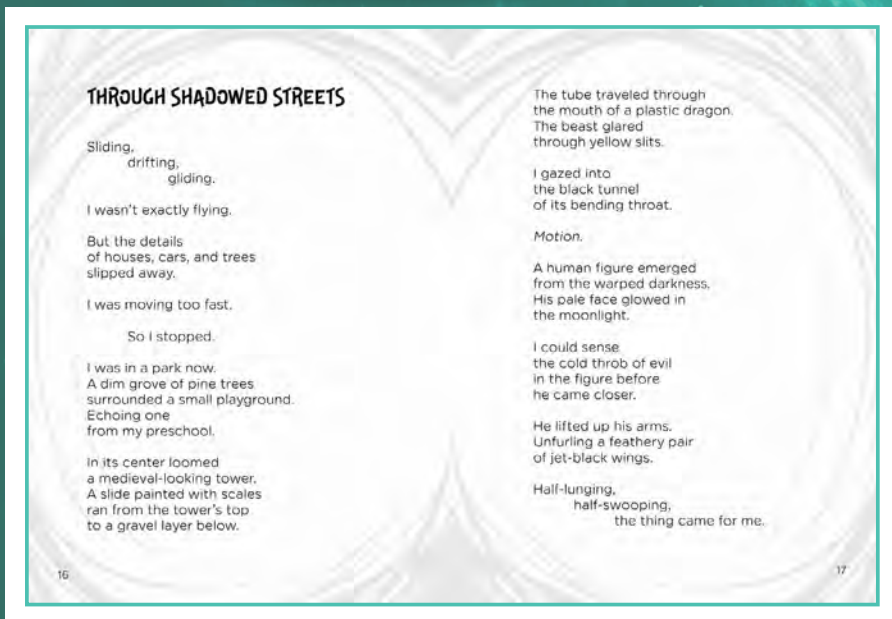 THROUGH SHADOWED STREETS
Sliding,
drifting,
gliding.
I wasn't exactly flying.
But the details
of houses, cars, and trees
slipped away.
I was moving too fast.
So I stopped.
I was in a park now.
A dim grove of pine trees
surrounded a small playground.
Echoing one
from my preschool.
In its center loomed
a medieval-looking tower.
A slide painted with scales
ran from the tower's top
to a gravel layer below.
16
The tube traveled through
the mouth of a plastic dragon.
The beast glared
through yellow slits.
I gazed into
the black tunnel
of its bending throat.
Motion.
A human figure emerged
from the warped darkness.
His pale face glowed in
the moonlight.
I could sense
the cold throb of evil
in the figure before
he came closer.
He lifted up his arms.
Unfurling a feathery pair
of jet-black wings.
Half-lunging,
half-swooping,
the thing came for me.
17